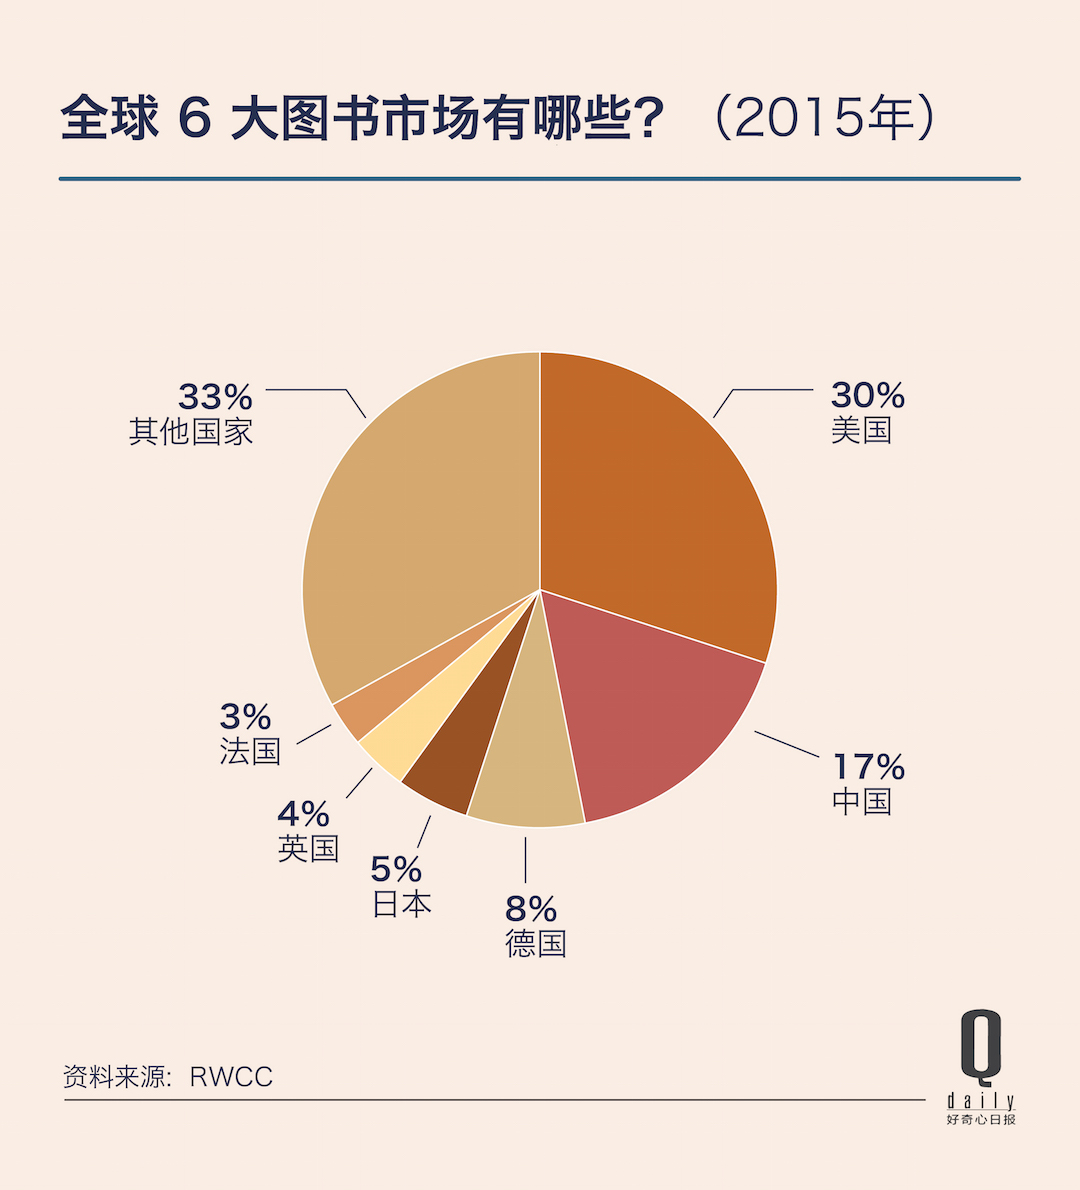 全球 6 大图书市场有哪些？（2015年）
33%
其他国家
30%
美国
3%
法国
17%
中国
4%
英国
5%
日本
8%
德国
资料来源：RWCC
Q
daily
好奇心日报